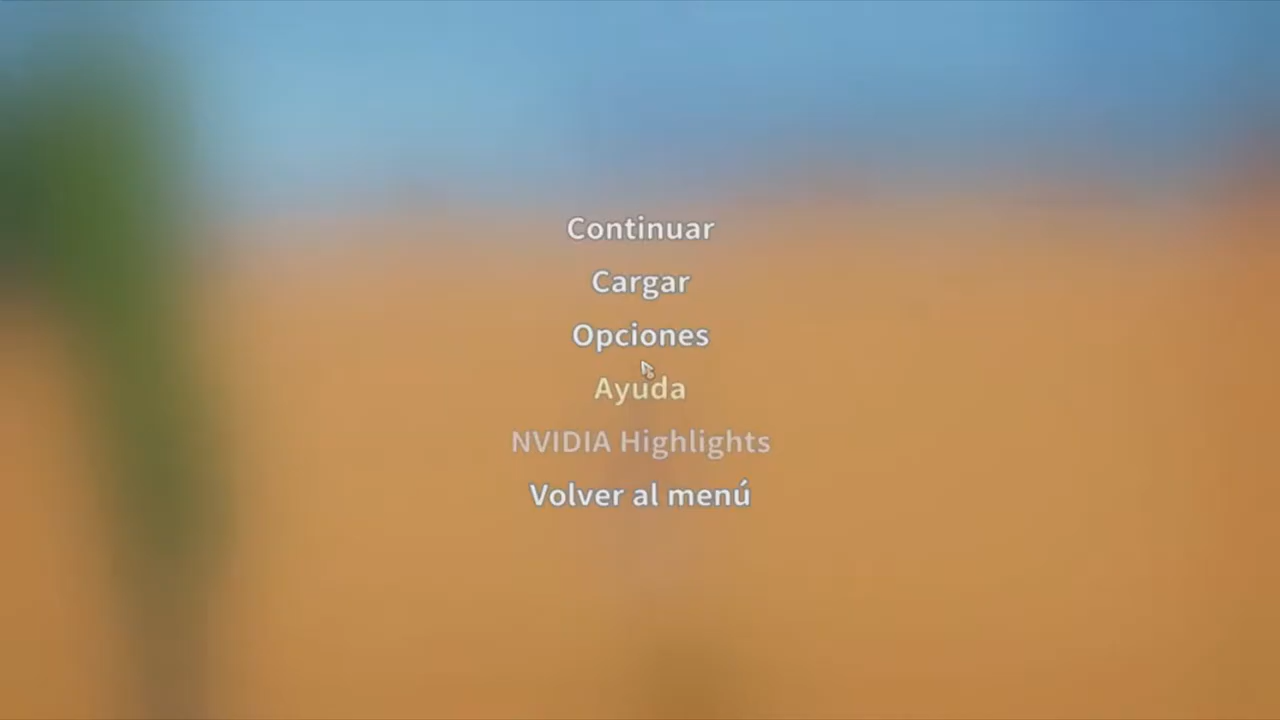 Continuar
Cargar
Opciones
Ayuda
NVIDIA Highlights
Volver al menú